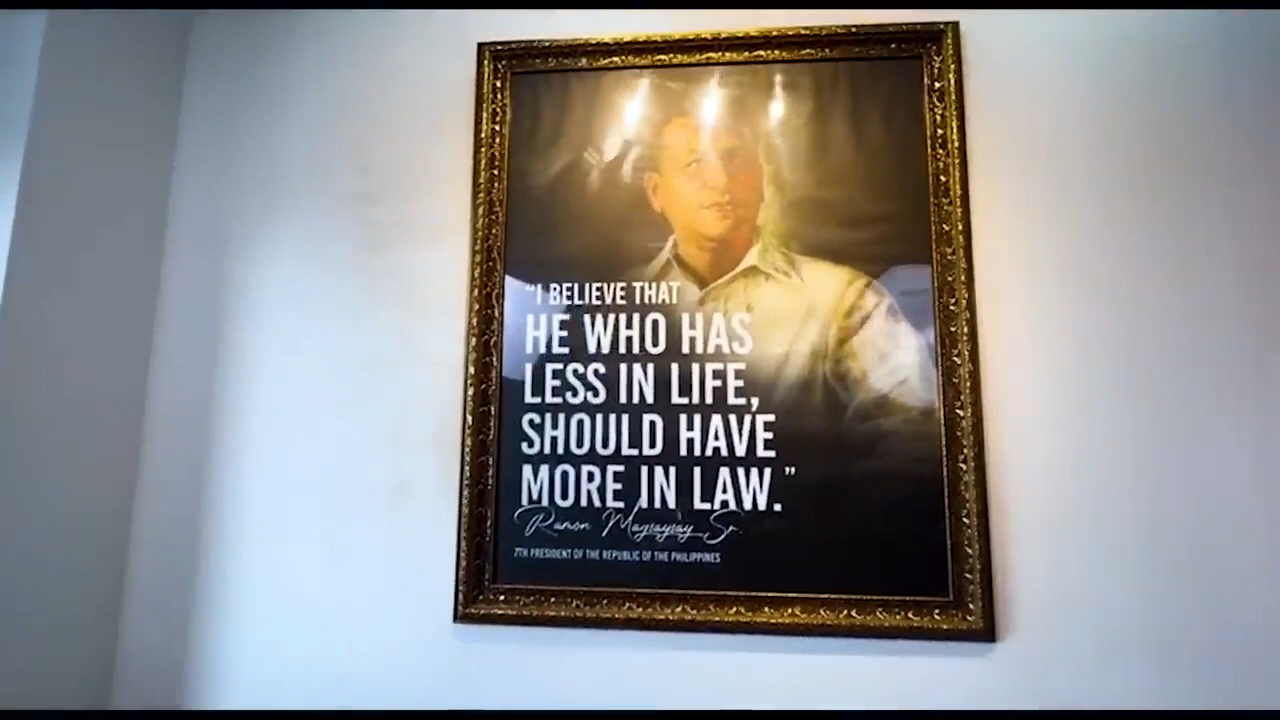 “I BELIEVE THAT
HE WHO HAS
LESS IN LIFE,
SHOULD HAVE
MORE IN LAW.”
Ramon Magsaysay Sr.
7TH PRESIDENT OF THE REPUBLIC OF THE PHILIPPINES